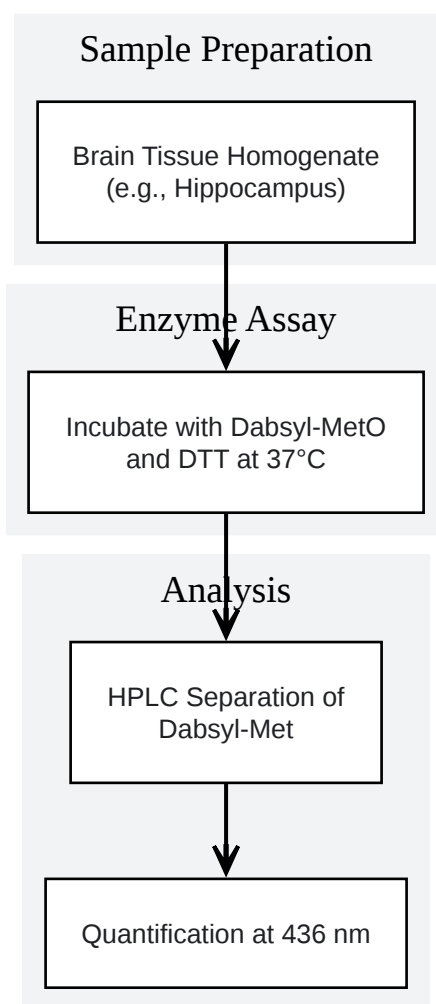 Sample Preparation
Brain Tissue Homogenate
(e.g., Hippocampus)
Enzyme Assay
Incubate with Dabsyl-MetO
and DTT at 37°C
Analysis
HPLC Separation of
Dabsyl-Met
Quantification at 436 nm